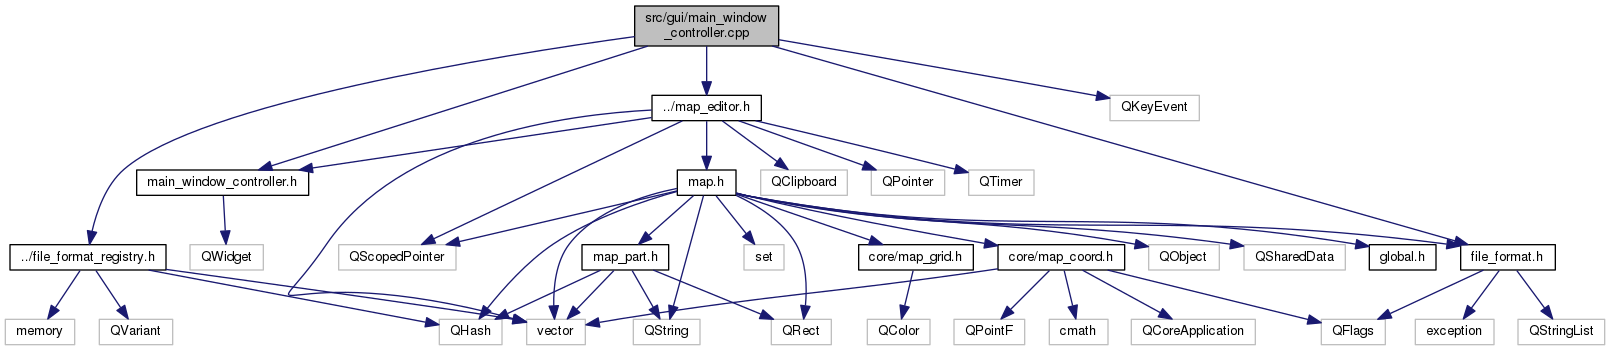 src/gui/main_window
_controller.cpp
../map_editor.h
QKeyEvent
main_window_controller.h
map.h
QClipboard
QPointer
QTimer
../file_format_registry.h
QWidget
QScopedPointer
map_part.h
set
core/map_grid.h
core/map_coord.h
QObject
QSharedData
global.h
file_format.h
memory
QVariant
QHash
vector
QString
QRect
QColor
QPointF
cmath
QCoreApplication
QFlags
exception
QStringList